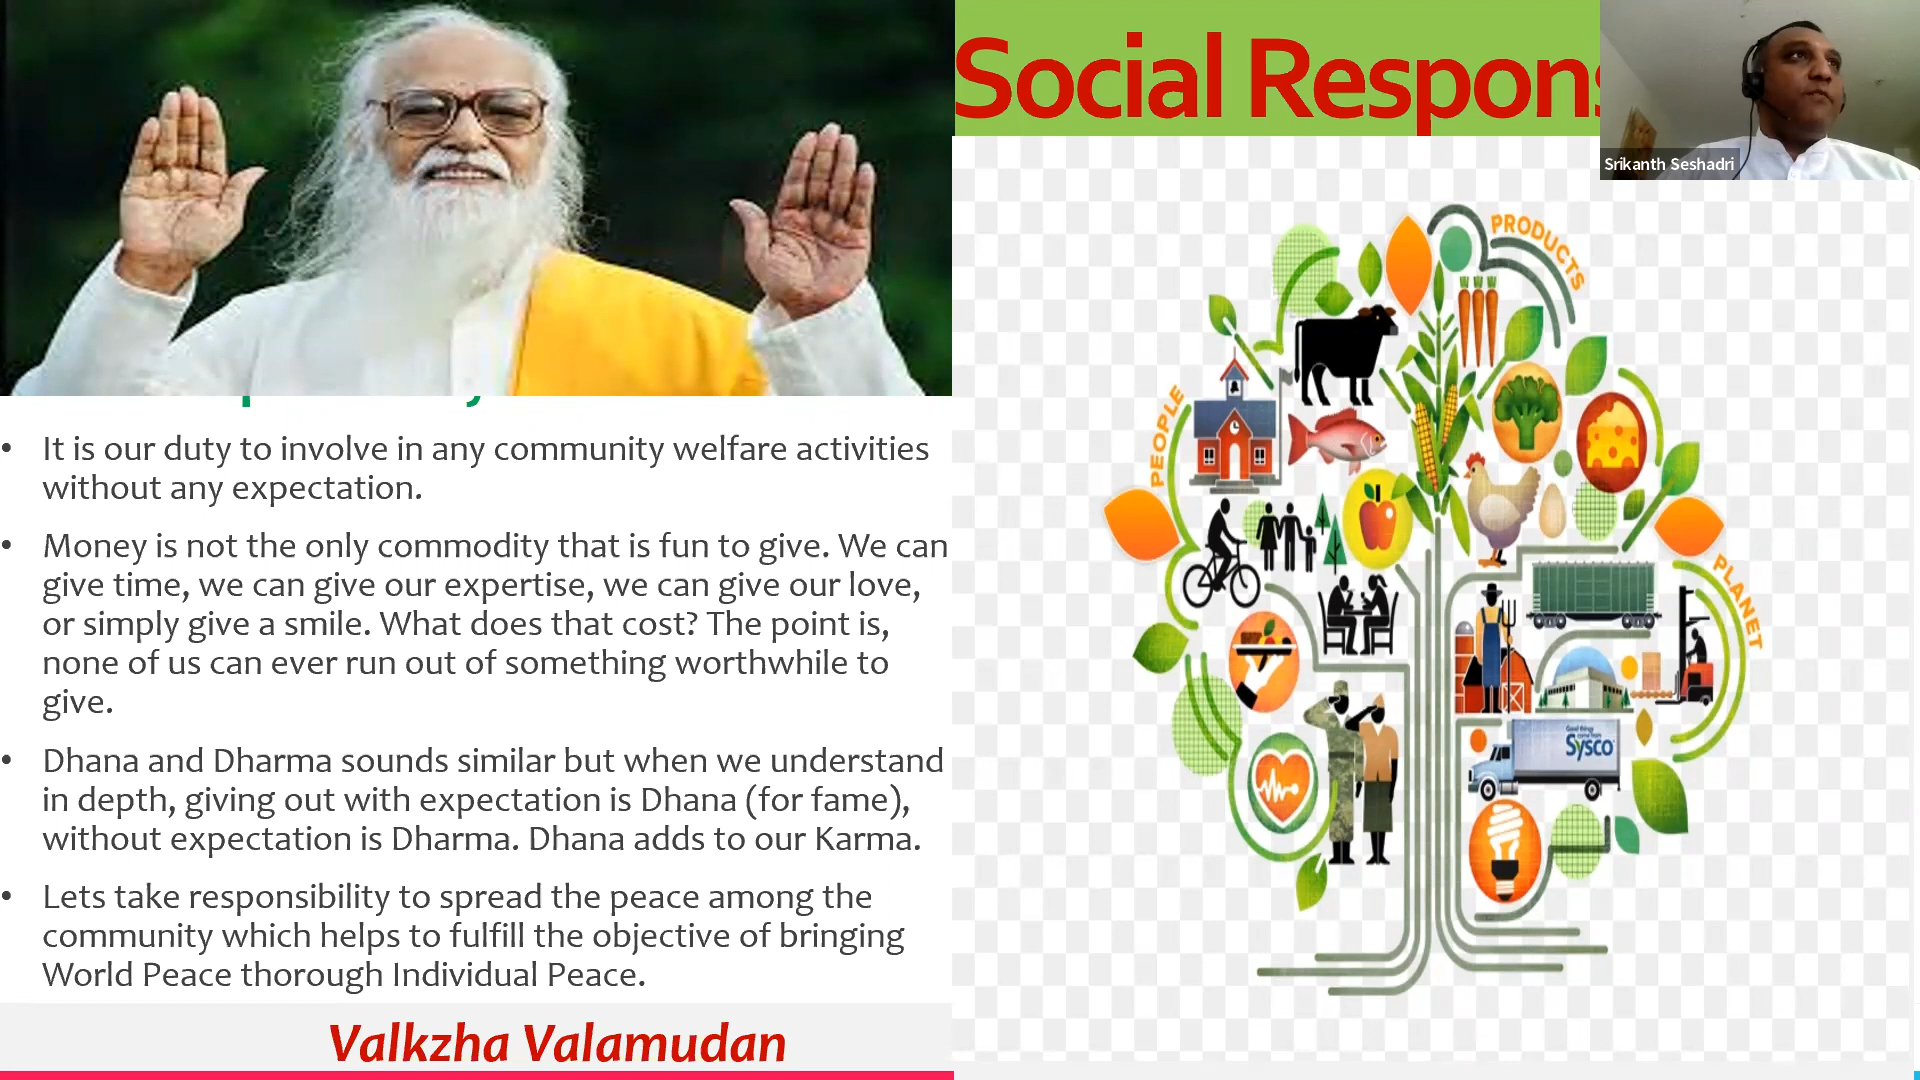 Social Respons
Srikanth Seshadri
• It is our duty to involve in any community welfare activities
without any expectation.
• Money is not the only commodity that is fun to give. We can
give time, we can give our expertise, we can give our love,
or simply give a smile. What does that cost? The point is,
none of us can ever run out of something worthwhile to
give.
• Dhana and Dharma sounds similar but when we understand
in depth, giving out with expectation is Dhana (for fame),
without expectation is Dharma. Dhana adds to our Karma.
• Lets take responsibility to spread the peace among the
community which helps to fulfill the objective of bringing
World Peace thorough Individual Peace.
Valkzha Valamudan
PRODUCTS
PEOPLE
PLANET
Good things
come from
Sysco